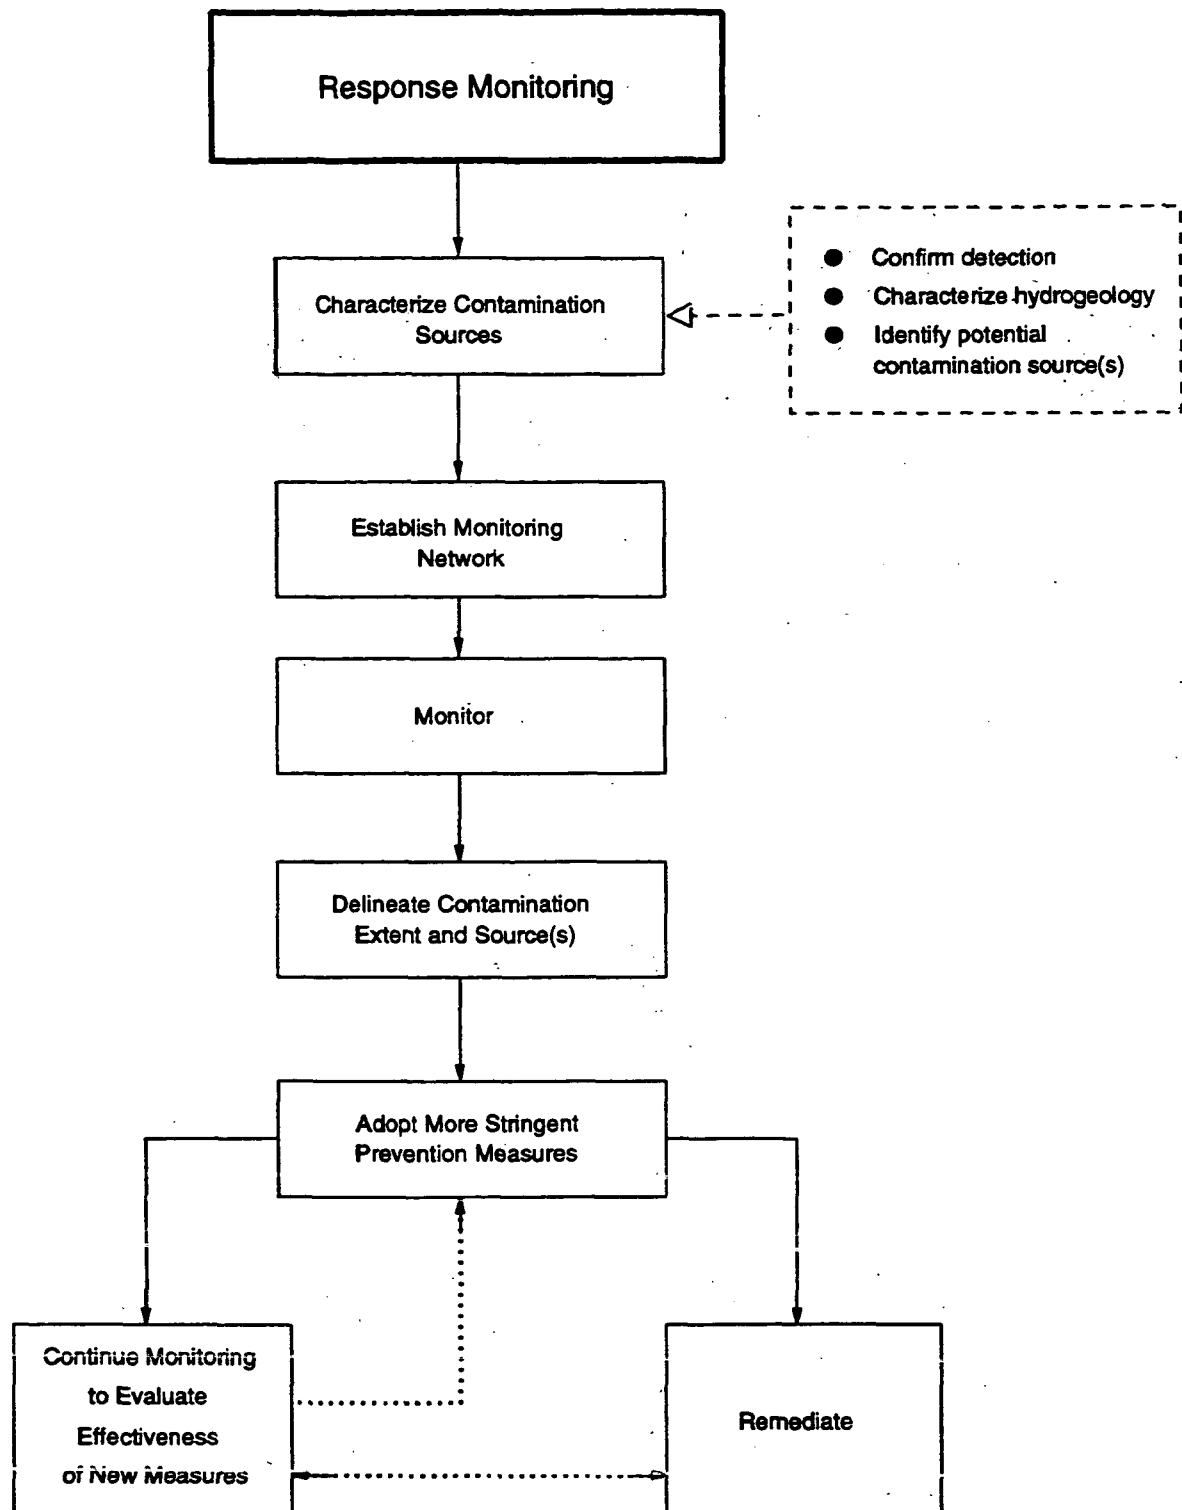 Response Monitoring
Characterize Contamination
Sources
● Confirm detection
● Characterize hydrogeology
● Identify potential
contamination source(s)
Establish Monitoring
Network
Monitor
Delineate Contamination
Extent and Source(s)
Adopt More Stringent
Prevention Measures
Continue Monitoring
to Evaluate
Effectiveness
of New Measures
Remediate